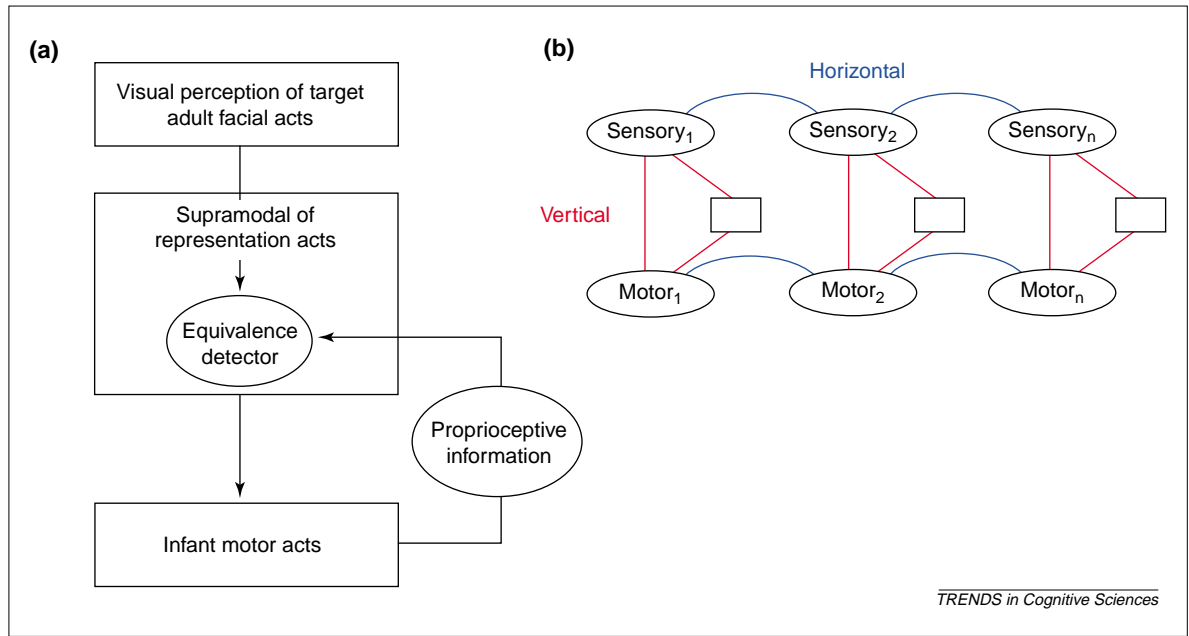 (a)
Visual perception of target
adult facial acts
Supramodal of
representation acts
Equivalence
detector
Proprioceptive
information
Infant motor acts
(b)
Horizontal
Sensory₁
Sensory₂
Sensoryₙ
Vertical
Motor₁
Motor₂
Motorₙ
TRENDS in Cognitive Sciences